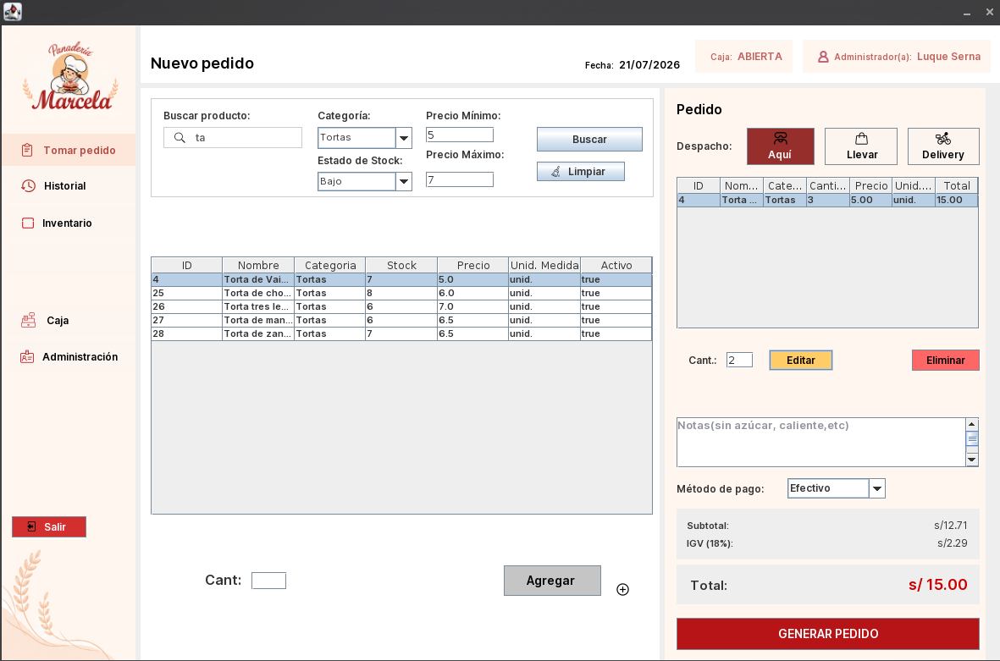 Panadería
Marcela
Tomar pedido
Historial
Inventario
Caja
Administración
Salir
Nuevo pedido
Fecha: 21/07/2026
Caja: ABIERTA
Administrador(a): Luque Serna
Buscar producto:
ta
Categoría:
Tortas
Estado de Stock:
Bajo
Precio Mínimo:
5
Precio Máximo:
7
Buscar
Limpiar
ID Nombre Categoria Stock Precio Unid. Medida Activo
4 Torta de Vai... Tortas 7 5.0 unid. true
25 Torta de cho... Tortas 8 6.0 unid. true
26 Torta tres le... Tortas 6 7.0 unid. true
27 Torta de man... Tortas 6 6.5 unid. true
28 Torta de zan... Tortas 7 6.5 unid. true
Cant:
Agregar
Pedido
Despacho:
Aquí
Llevar
Delivery
ID Nom... Cate... Canti... Precio Unid.... Total
4 Torta ... Tortas 3 5.00 unid. 15.00
Cant.: 2
Editar
Eliminar
Notas(sin azúcar, caliente,etc)
Método de pago: Efectivo
Subtotal: s/12.71
IGV (18%): s/2.29
Total: s/ 15.00
GENERAR PEDIDO